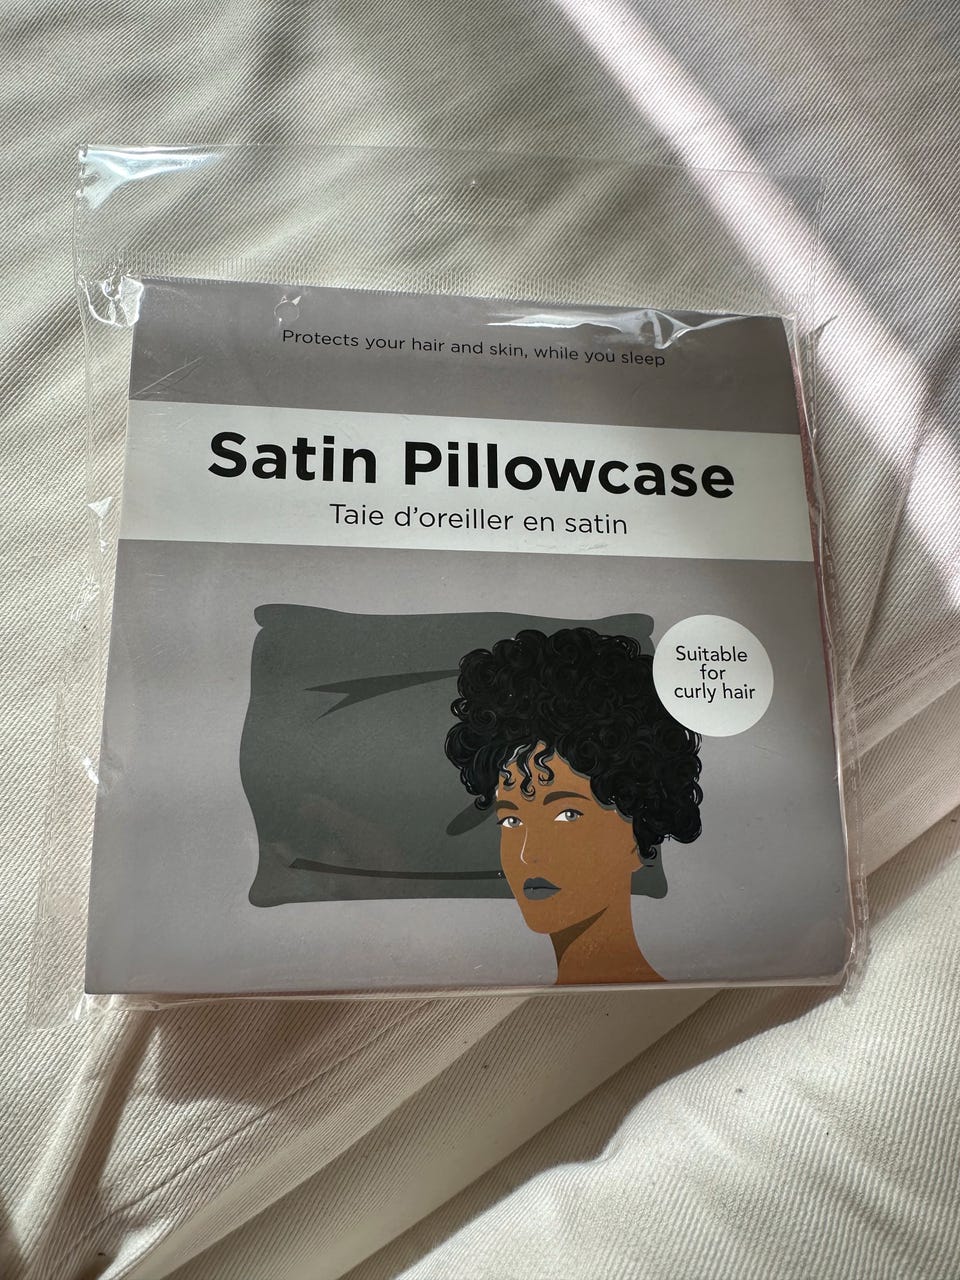 Protects your hair and skin, while you sleep
Satin Pillowcase
Taie d'oreiller en satin
Suitable
for
curly hair